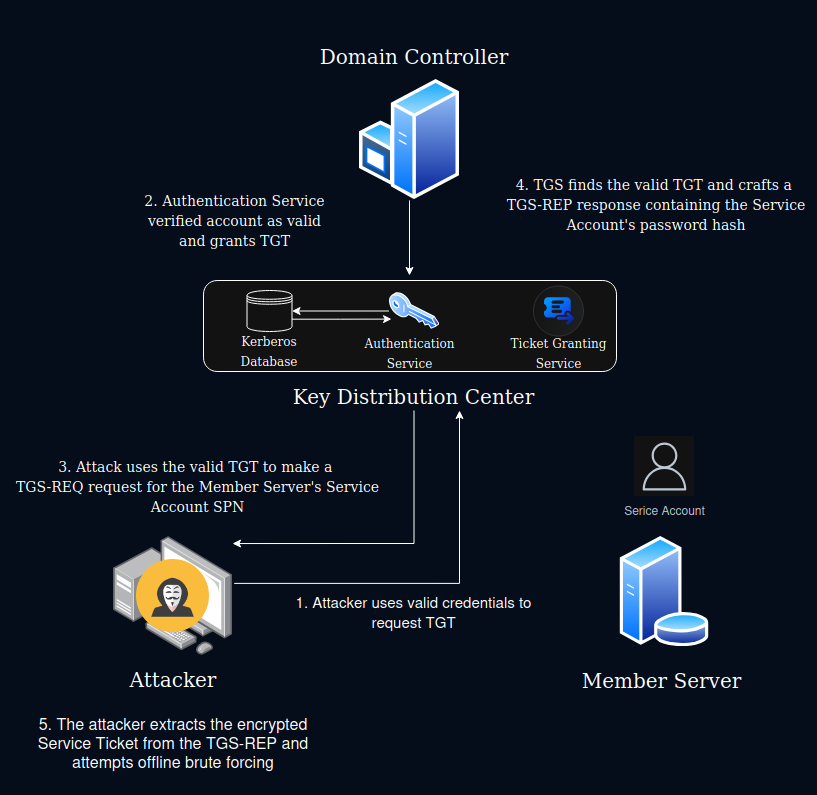 Domain Controller
2. Authentication Service
verified account as valid
and grants TGT
4. TGS finds the valid TGT and crafts a
TGS-REP response containing the Service
Account's password hash
Kerberos
Database
Authentication
Service
Ticket Granting
Service
Key Distribution Center
3. Attack uses the valid TGT to make a
TGS-REQ request for the Member Server's Service
Account SPN
Serice Account
1. Attacker uses valid credentials to
request TGT
Attacker
Member Server
5. The attacker extracts the encrypted
Service Ticket from the TGS-REP and
attempts offline brute forcing